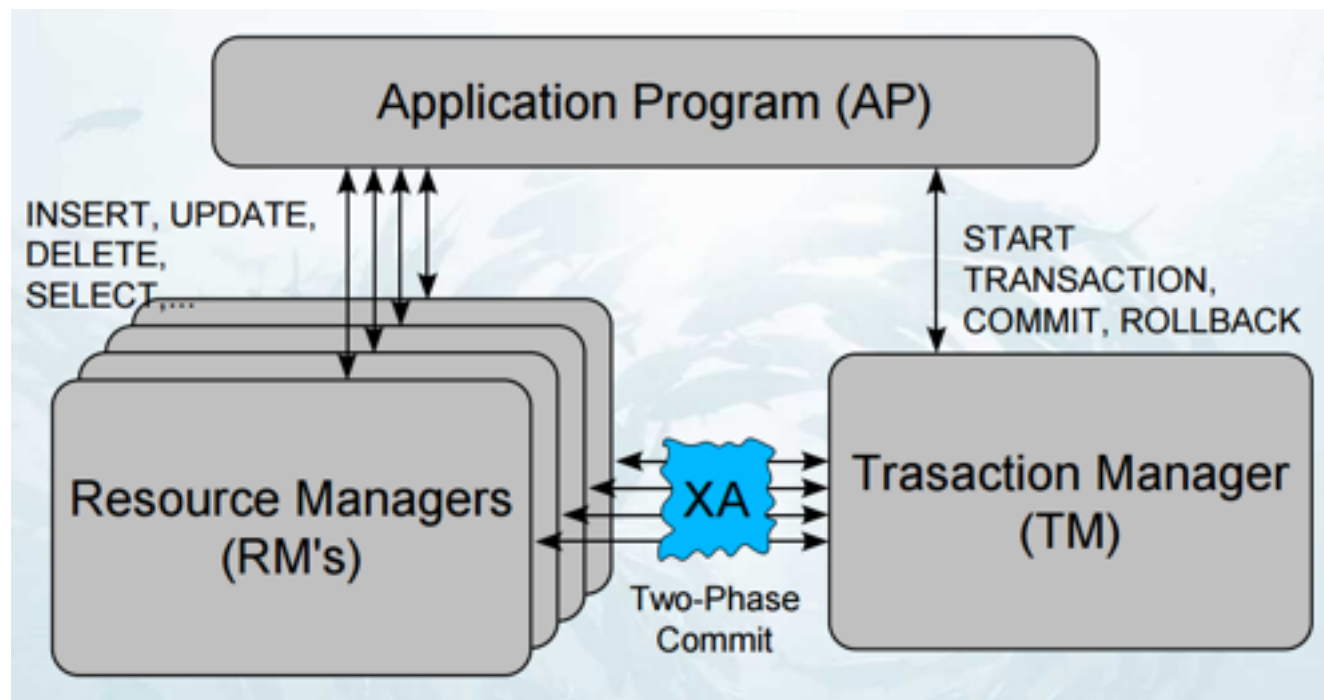 Application Program (AP)
INSERT, UPDATE,
DELETE,
SELECT,...
START
TRANSACTION,
COMMIT, ROLLBACK
Resource Managers
(RM's)
XA
Two-Phase
Commit
Trasaction Manager
(TM)